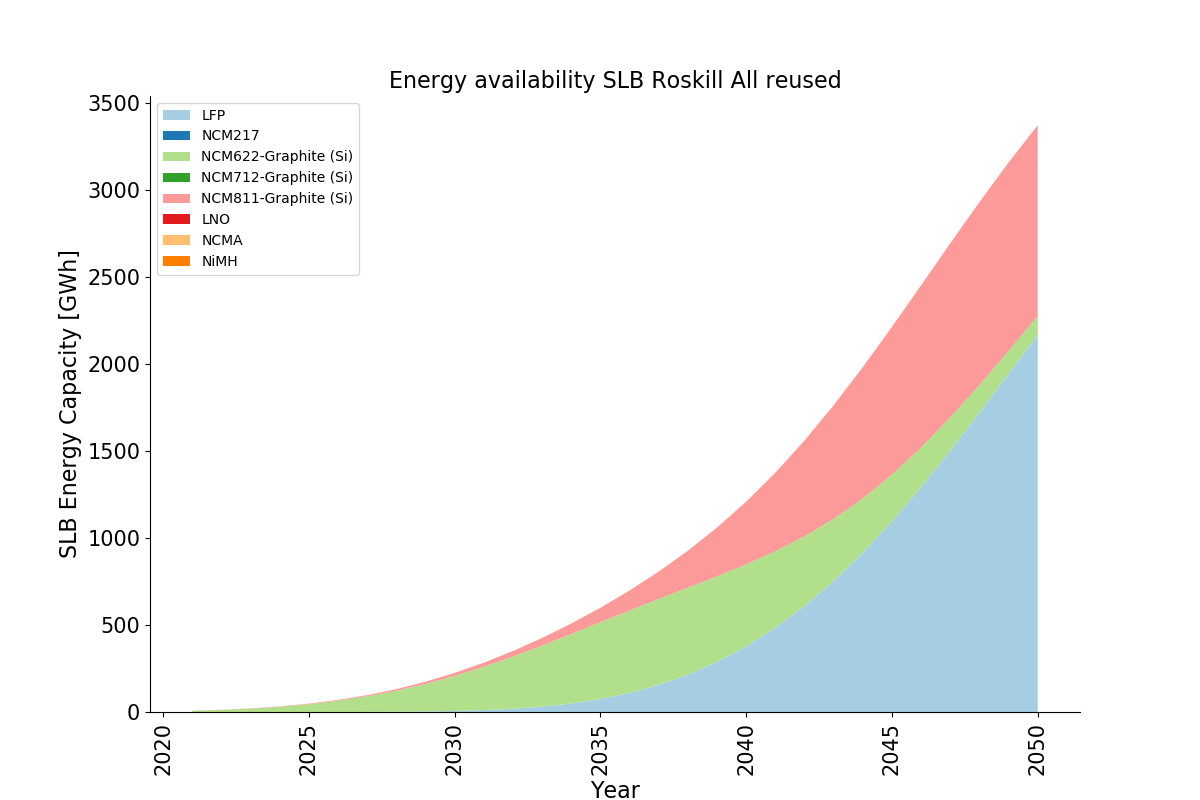 Energy availability SLB Roskill All reused
LFP
NCM217
NCM622-Graphite (Si)
NCM712-Graphite (Si)
NCM811-Graphite (Si)
LNO
NCMA
NiMH
SLB Energy Capacity [GWh]
3500
3000
2500
2000
1500
1000
500
0
2020
2025
2030
2035
2040
2045
2050
Year